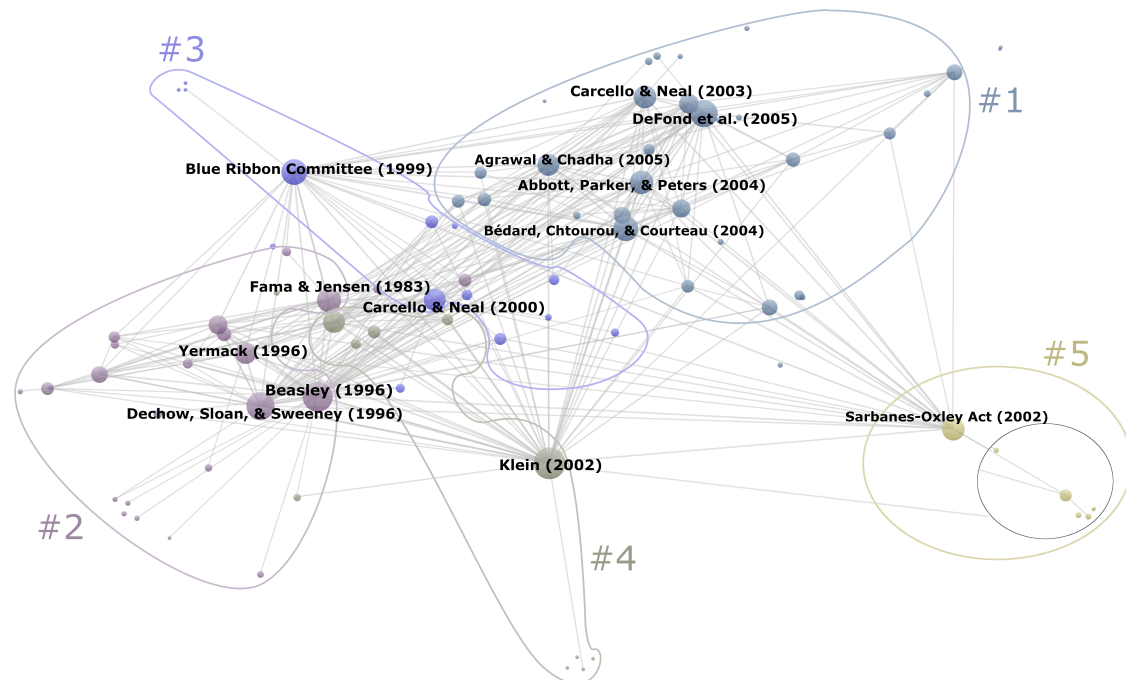 #3
Carcello & Neal (2003)
#1
DeFond et al. (2005)
Agrawal & Chadha (2005)
Blue Ribbon Committee (1999)
Abbott, Parker, & Peters (2004)
Bédard, Chtourou, & Courteau (2004)
Fama & Jensen (1983)
Carcello & Neal (2000)
Yermack (1996)
#5
Beasley (1996)
Dechow, Sloan, & Sweeney (1996)
Sarbanes-Oxley Act (2002)
Klein (2002)
#2
#4